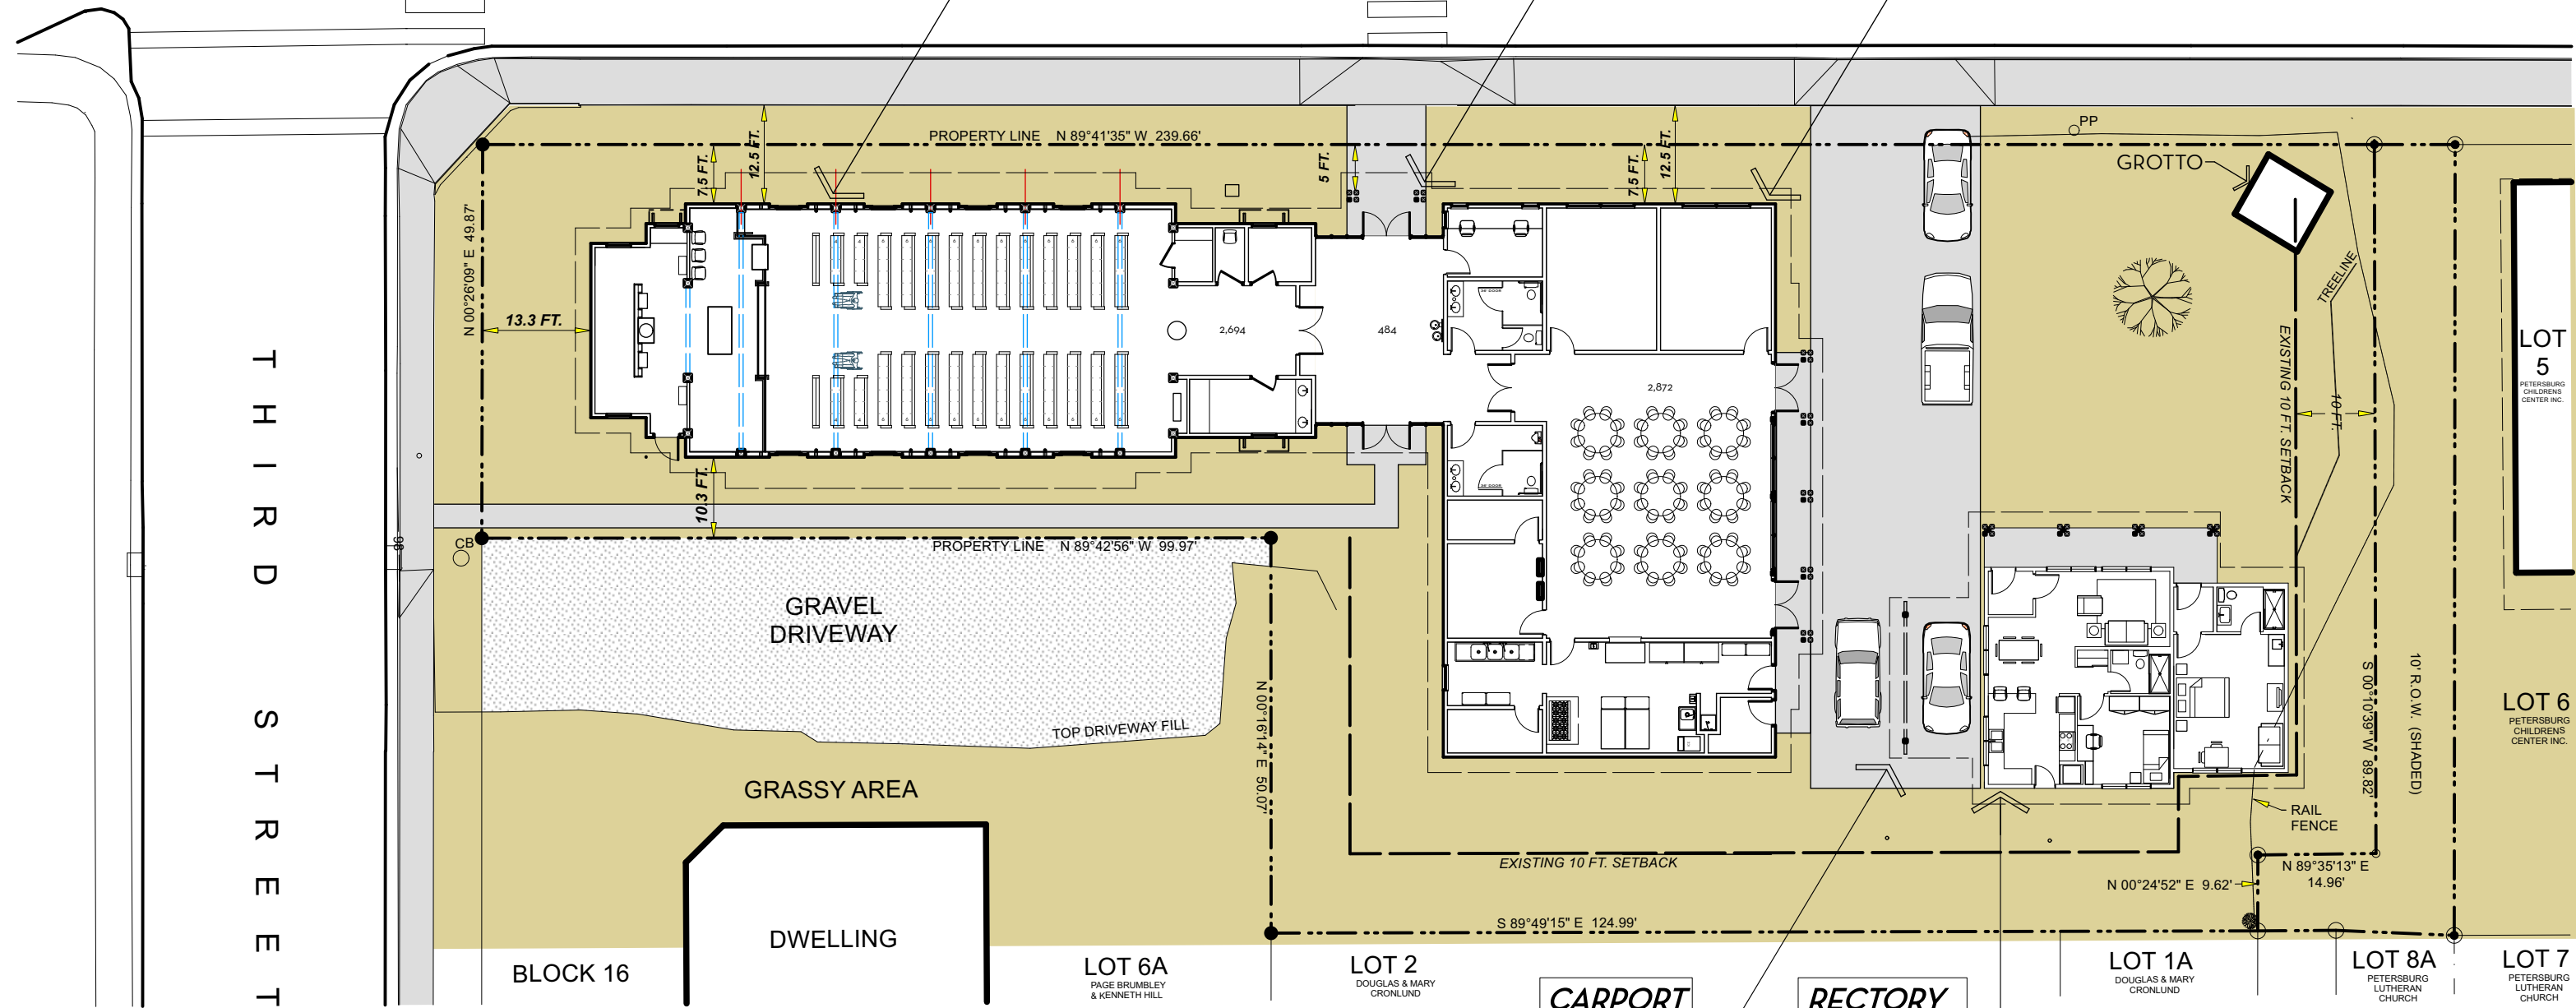 PROPERTY LINE N 89°41'35" W 239.66'
PP
GROTTO
7.5 FT.
12.5 FT.
5 FT.
7.5 FT.
12.5 FT.
N 00°26'09" E 49.87'
13.3 FT.
2,694
484
2,872
TREELINE
EXISTING 10 FT. SETBACK
10 FT.
LOT
5
PETERSBURG
CHILDRENS
CENTER INC.
THIRD STREET
10.3 FT.
CB
PROPERTY LINE N 89°42'56" W 99.97'
GRAVEL
DRIVEWAY
TOP DRIVEWAY FILL
N 00°16'14" E 50.07'
S 00°10'39" W 89.82'
10' R.O.W. (SHADED)
LOT 6
PETERSBURG
CHILDRENS
CENTER INC.
GRASSY AREA
RAIL
FENCE
EXISTING 10 FT. SETBACK
N 89°35'13" E
14.96'
N 00°24'52" E 9.62'
S 89°49'15" E 124.99'
DWELLING
BLOCK 16
LOT 6A
PAGE BRUMBLEY
& KENNETH HILL
LOT 2
DOUGLAS & MARY
CRONLUND
CARPORT
RECTORY
LOT 1A
DOUGLAS & MARY
CRONLUND
LOT 8A
PETERSBURG
LUTHERAN
CHURCH
LOT 7
PETERSBURG
LUTHERAN
CHURCH